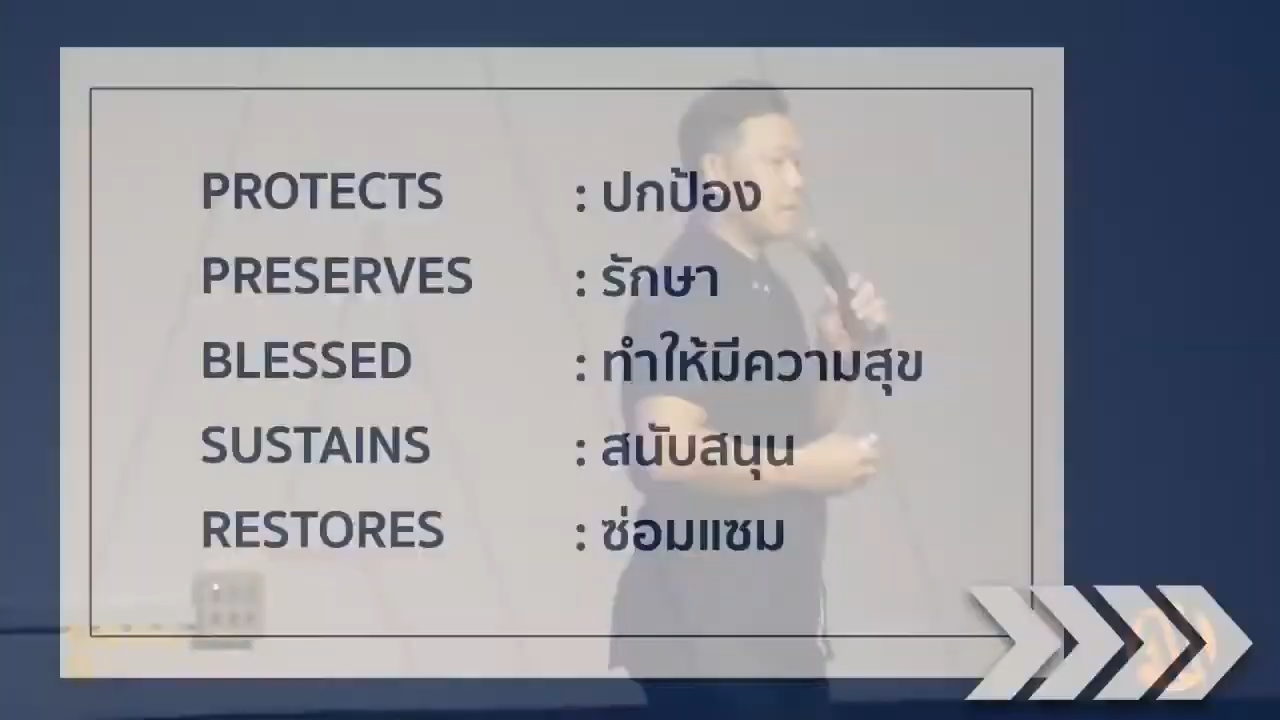 PROTECTS : ปกป้อง
PRESERVES : รักษา
BLESSED : ทำให้มีความสุข
SUSTAINS : สนับสนุน
RESTORES : ซ่อมแซม